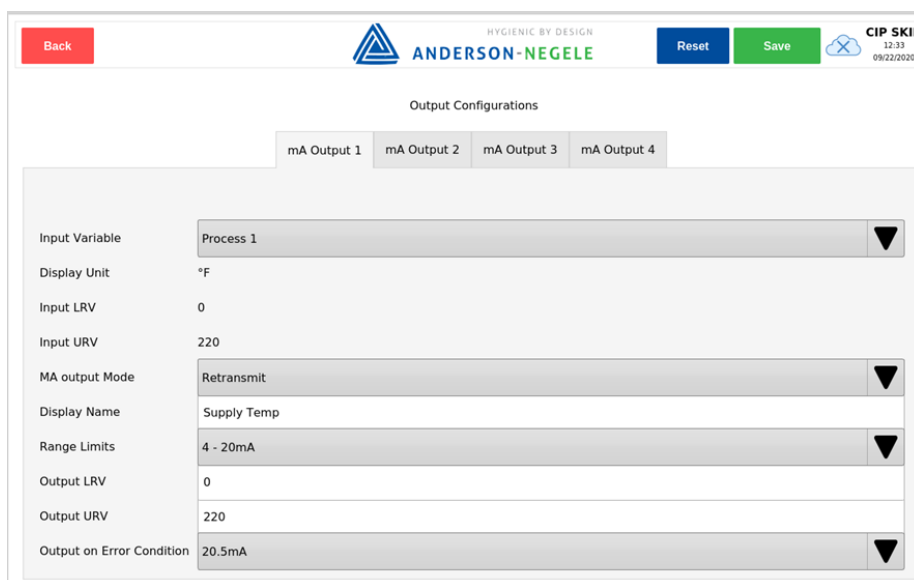 Back
HYGIENIC BY DESIGN
ANDERSON-NEGELE
Reset
Save
CIP SKI
12:33
09/22/2020
Output Configurations
mA Output 1
mA Output 2
mA Output 3
mA Output 4
Input Variable Process 1
Display Unit °F
Input LRV 0
Input URV 220
MA output Mode Retransmit
Display Name Supply Temp
Range Limits 4 - 20mA
Output LRV 0
Output URV 220
Output on Error Condition 20.5mA